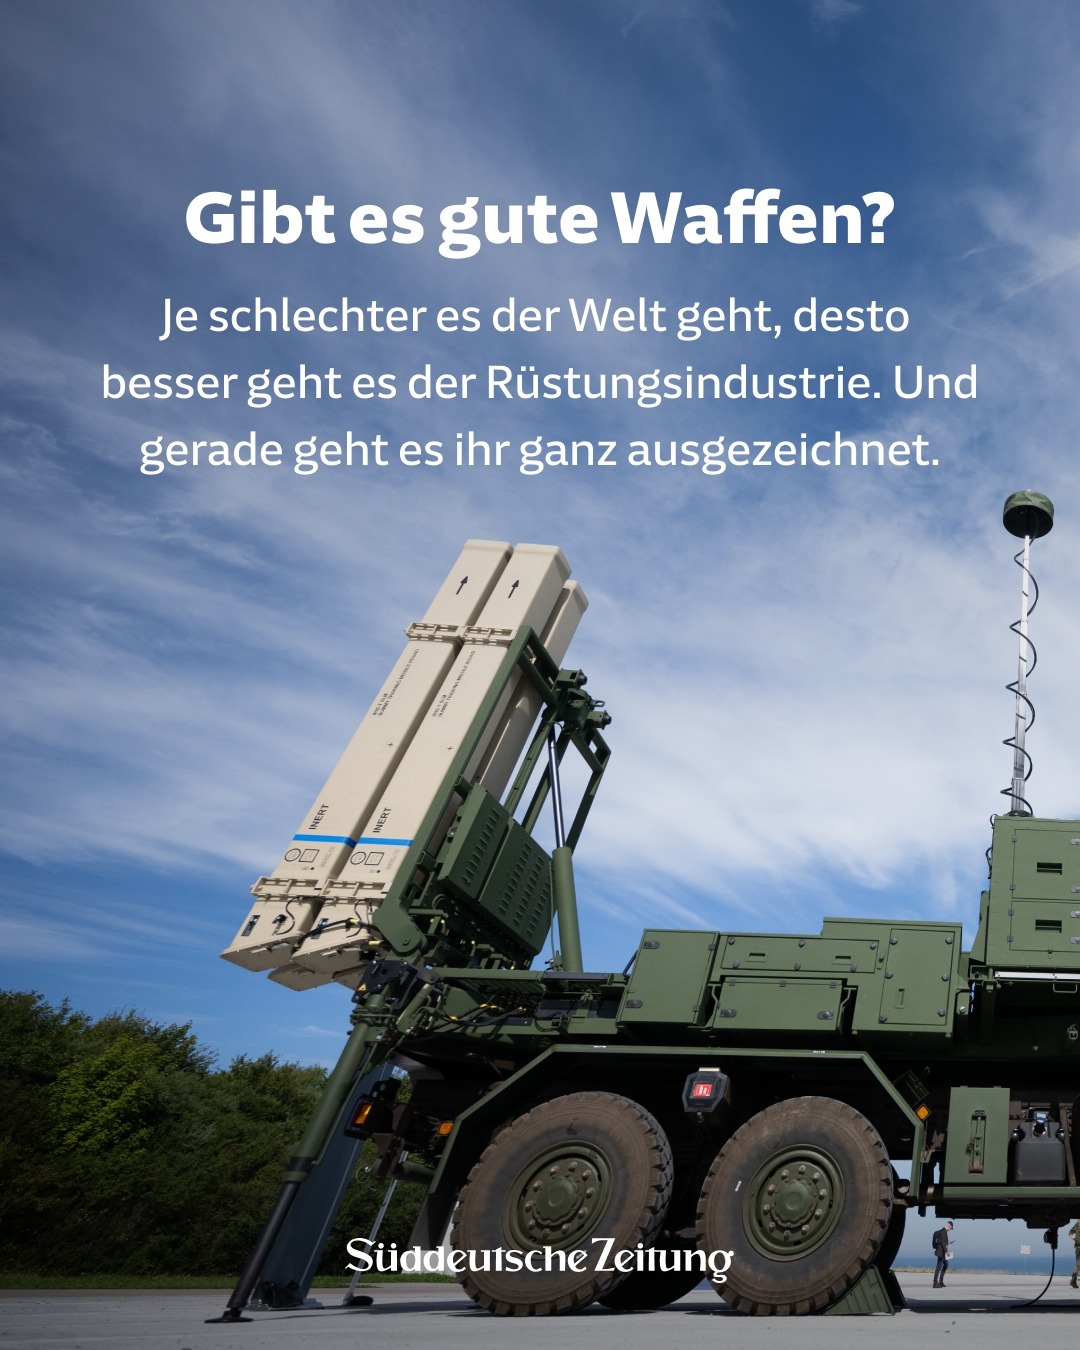 Gibt es gute Waffen?
Je schlechter es der Welt geht, desto
besser geht es der Rüstungsindustrie. Und
gerade geht es ihr ganz ausgezeichnet.
INERT
INERT
Süddeutsche Zeitung